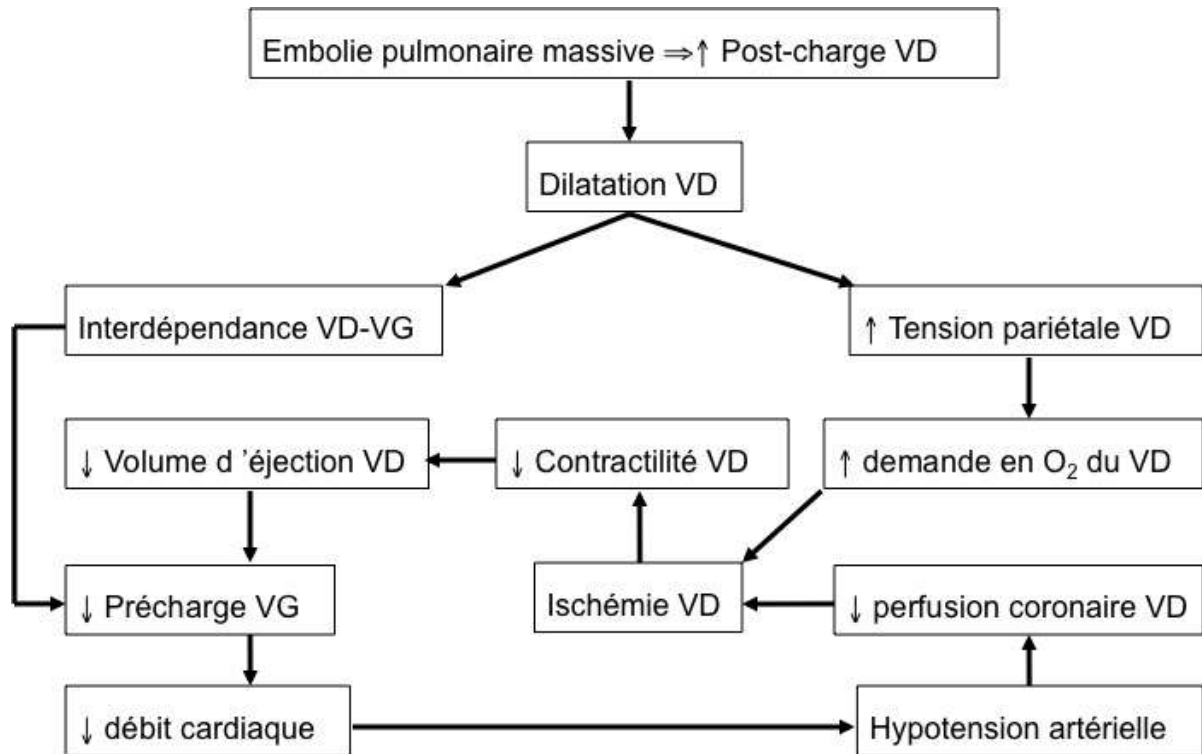 Embolie pulmonaire massive ⇒↑ Post-charge VD
Dilatation VD
Interdépendance VD-VG
↑ Tension pariétale VD
↓ Volume d ’éjection VD
↓ Contractilité VD
↑ demande en O₂ du VD
↓ Précharge VG
Ischémie VD
↓ perfusion coronaire VD
↓ débit cardiaque
Hypotension artérielle